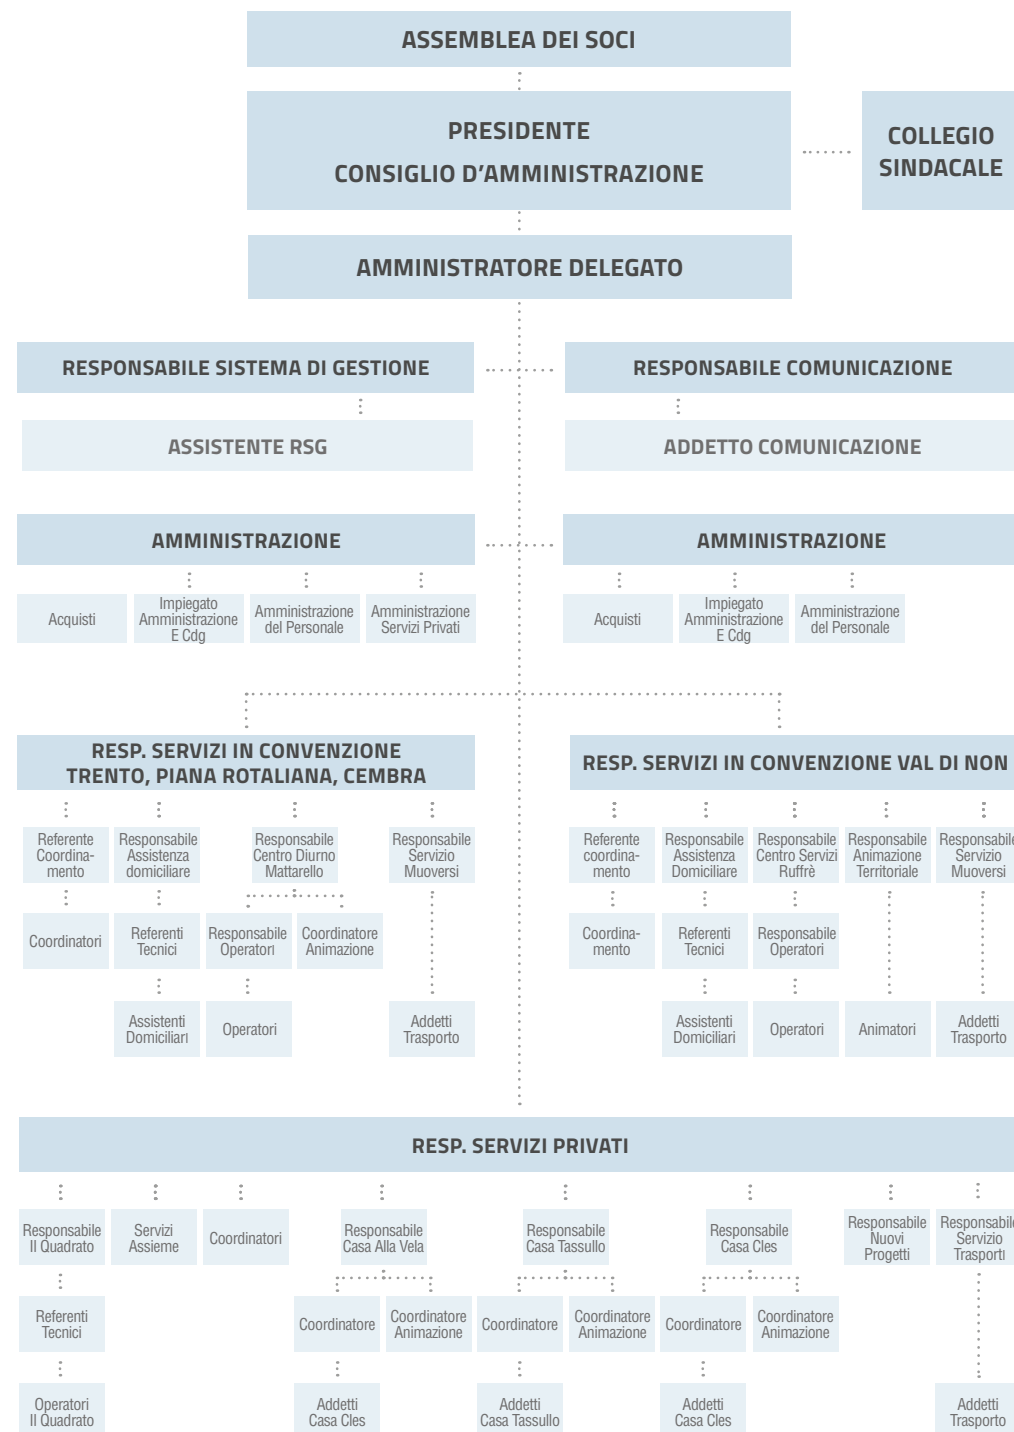 ASSEMBLEA DEI SOCI
PRESIDENTE
CONSIGLIO D'AMMINISTRAZIONE
COLLEGIO
SINDACALE
AMMINISTRATORE DELEGATO
RESPONSABILE SISTEMA DI GESTIONE
RESPONSABILE COMUNICAZIONE
ASSISTENTE RSG
ADDETTO COMUNICAZIONE
AMMINISTRAZIONE
AMMINISTRAZIONE
Acquisti
Impiegato
Amministrazione
E Cdg
Amministrazione
del Personale
Amministrazione
Servizi Privati
Acquisti
Impiegato
Amministrazione
E Cdg
Amministrazione
del Personale
RESP. SERVIZI IN CONVENZIONE
TRENTO, PIANA ROTALIANA, CEMBRA
RESP. SERVIZI IN CONVENZIONE VAL DI NON
Referente
Coordina-
mento
Responsabile
Assistenza
domiciliare
Responsabile
Centro Diurno
Mattarello
Responsabile
Servizio
Muoversi
Referente
coordina-
mento
Responsabile
Assistenza
Domiciliare
Responsabile
Centro Servizi
Ruffrè
Responsabile
Animazione
Territoriale
Responsabile
Servizio
Muoversi
Coordinatori
Referenti
Tecnici
Responsabile
Operatori
Coordinatore
Animazione
Coordina-
mento
Referenti
Tecnici
Responsabile
Operatori
Assistenti
Domiciliari
Operatori
Addetti
Trasporto
Assistenti
Domiciliari
Operatori
Animatori
Addetti
Trasporto
RESP. SERVIZI PRIVATI
Responsabile
Il Quadrato
Servizi
Assieme
Coordinatori
Responsabile
Casa Alla Vela
Responsabile
Casa Tassullo
Responsabile
Casa Cles
Responsabile
Nuovi
Progetti
Responsabile
Servizio
Trasporti
Referenti
Tecnici
Coordinatore
Coordinatore
Animazione
Coordinatore
Coordinatore
Animazione
Coordinatore
Coordinatore
Animazione
Operatori
Il Quadrato
Addetti
Casa Cles
Addetti
Casa Tassullo
Addetti
Casa Cles
Addetti
Trasporto